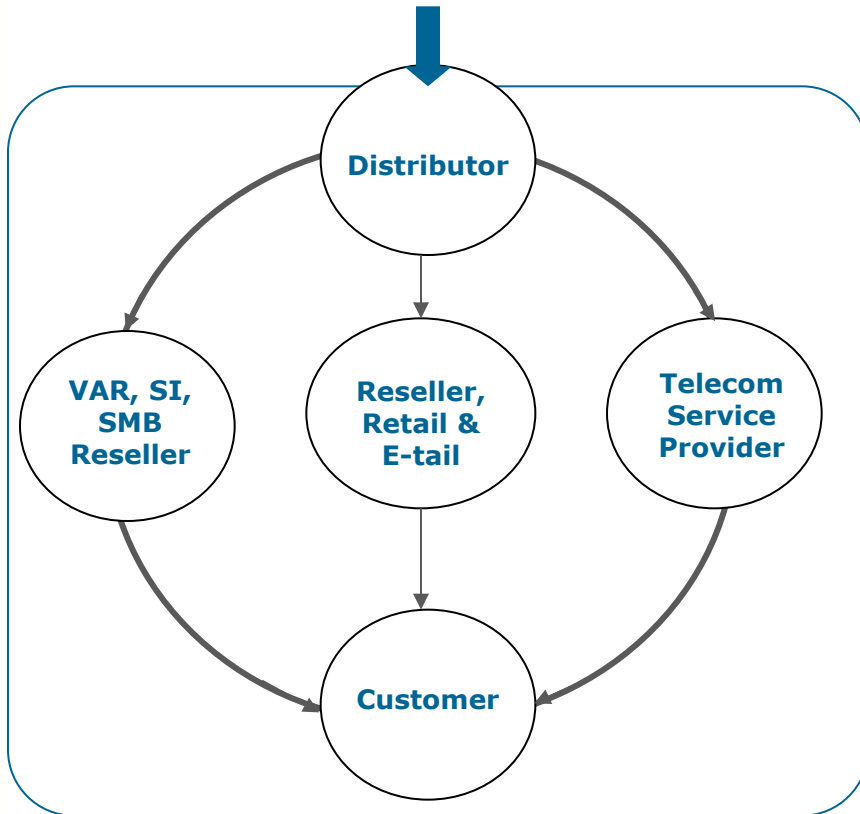 Distributor
VAR, SI,
SMB
Reseller
Reseller,
Retail &
E-tail
Telecom
Service
Provider
Customer